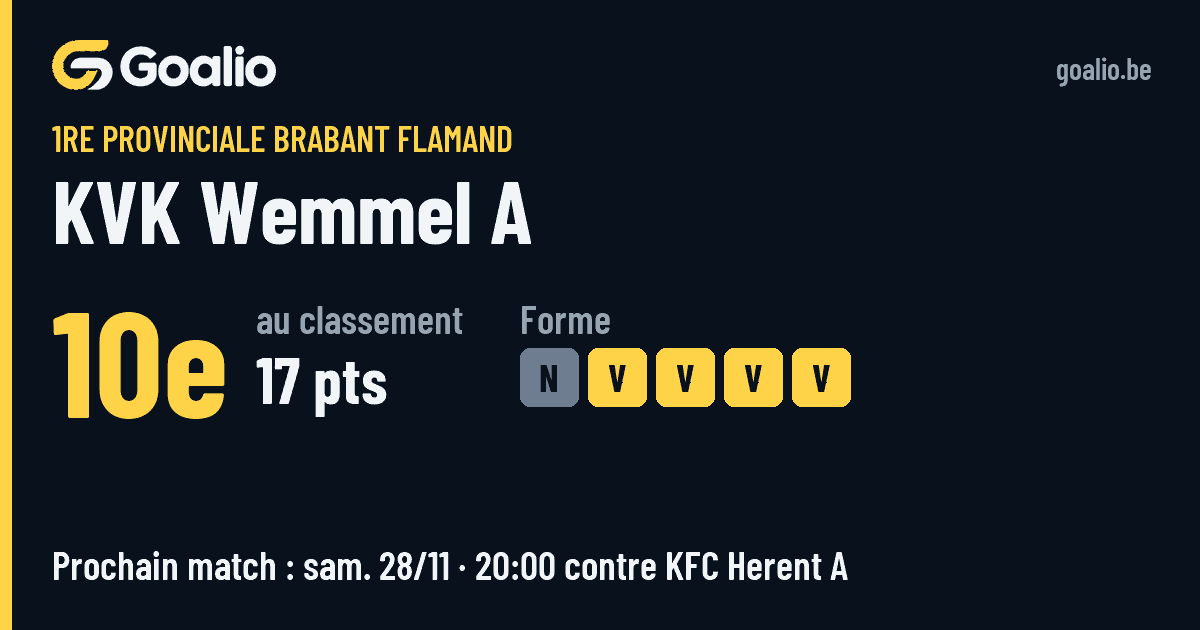 Goalio
goalio.be
1RE PROVINCIALE BRABANT FLAMAND
KVK Wemmel A
10e
au classement
17 pts
Forme
N V V V V
Prochain match : sam. 28/11 · 20:00 contre KFC Herent A